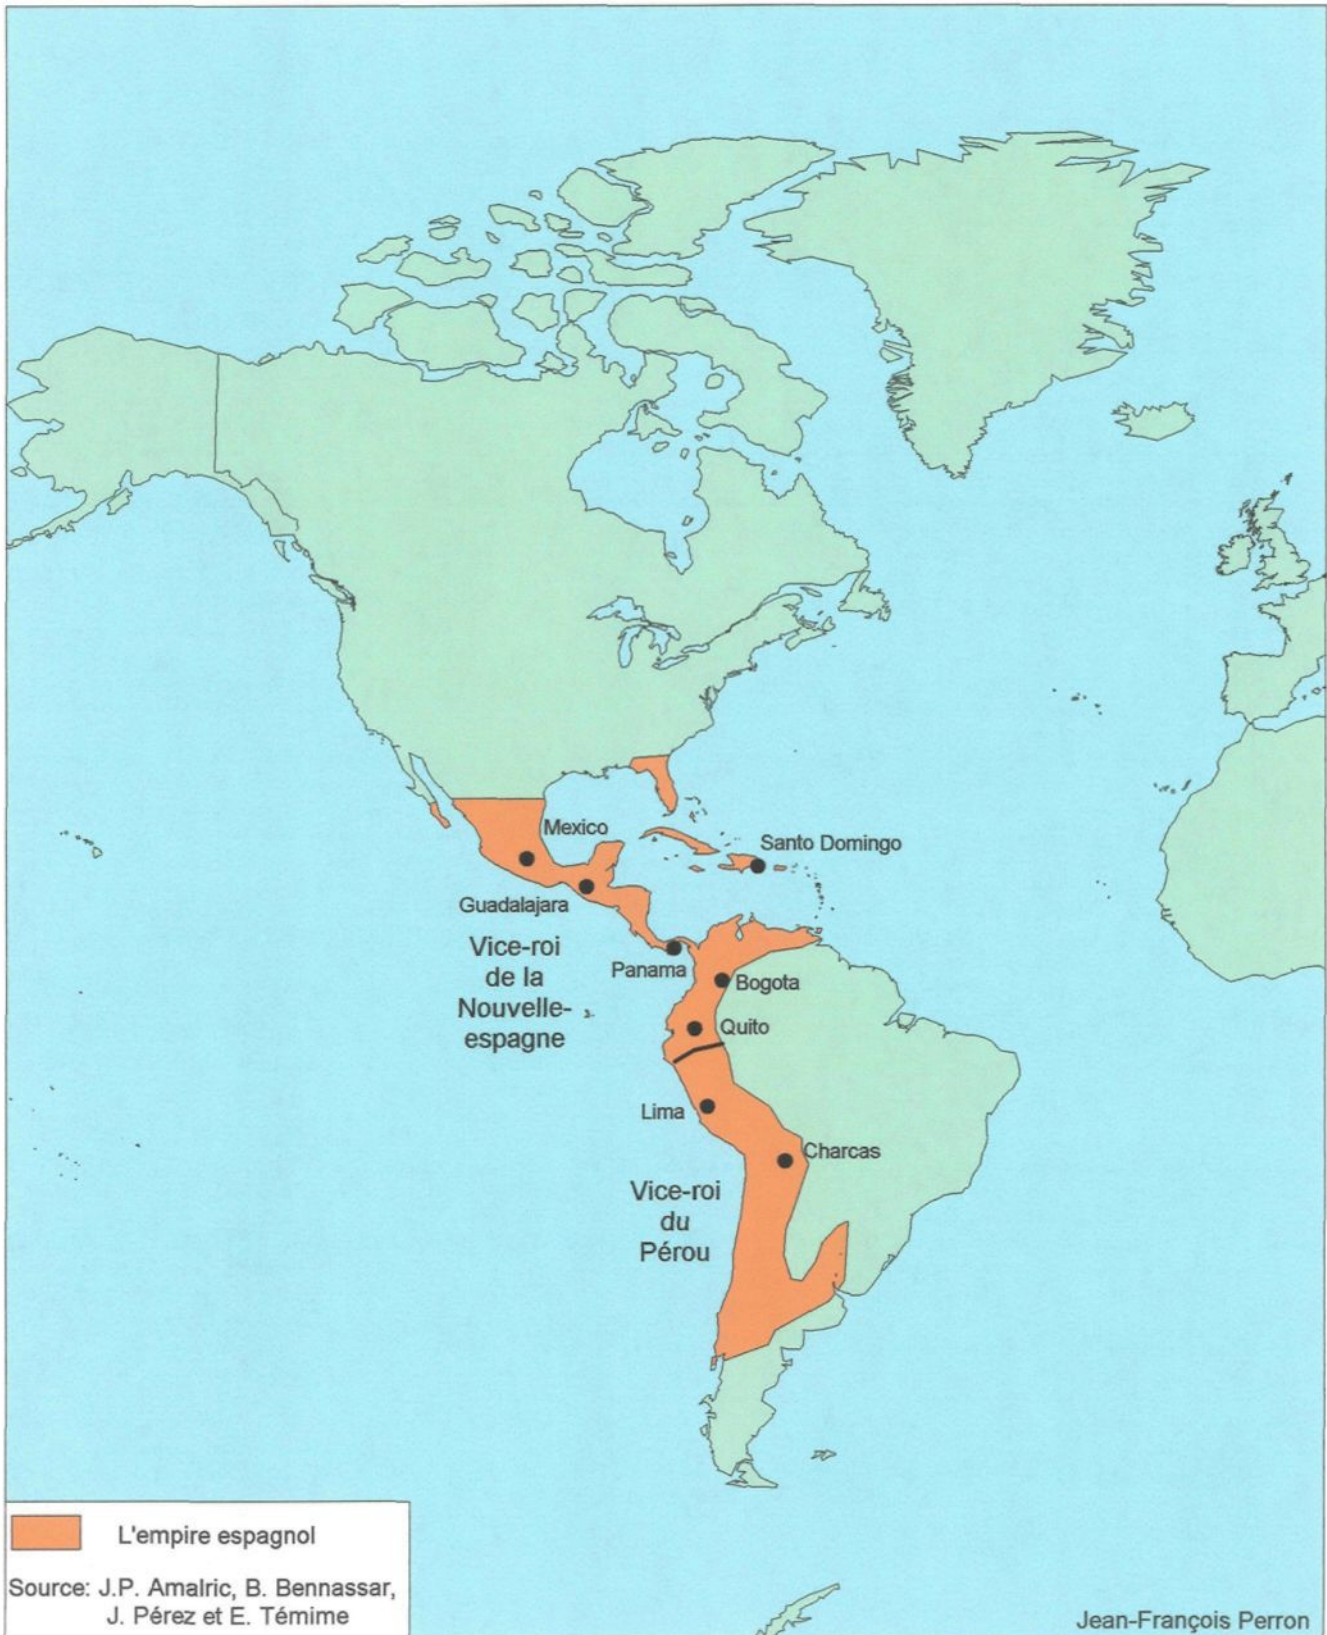 Mexico
Santo Domingo
Guadalajara
Vice-roi
de la
Nouvelle-
espagne
Panama
Bogota
Quito
Lima
Charcas
Vice-roi
du
Pérou
L'empire espagnol
Source: J.P. Amalric, B. Bennassar,
J. Pérez et E. Témime
Jean-François Perron